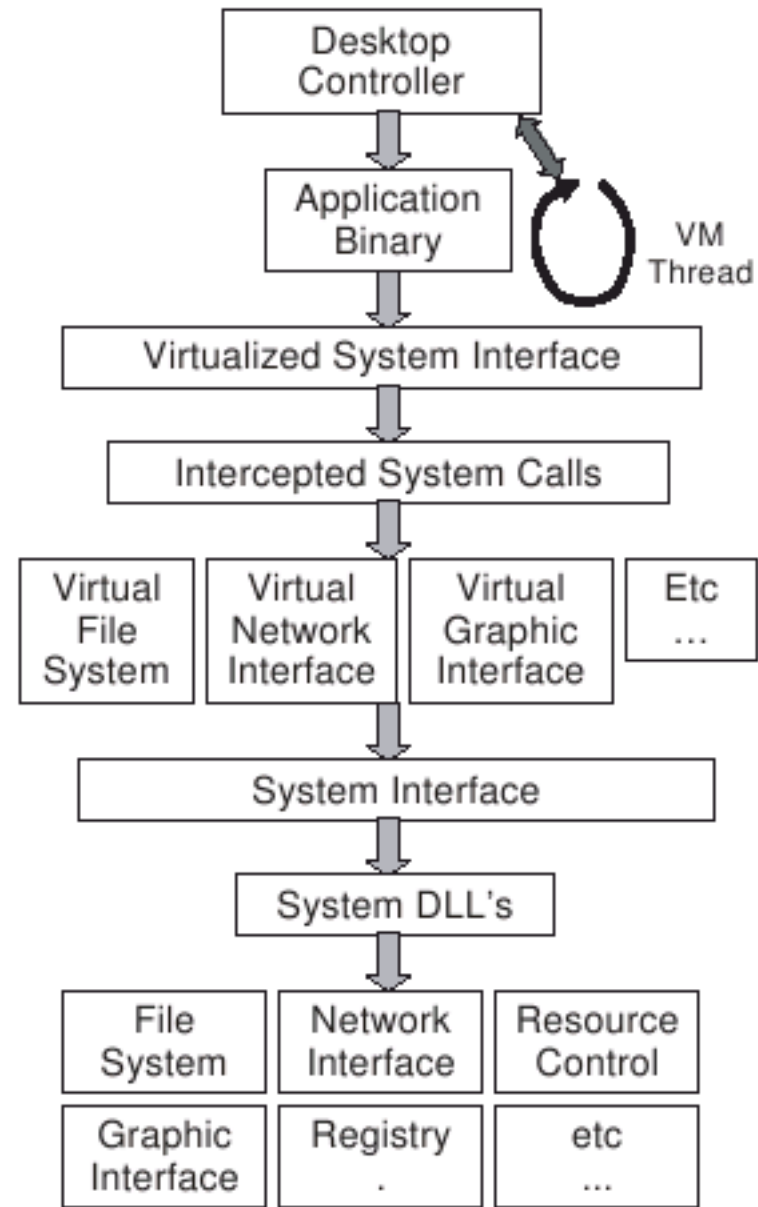 Desktop
Controller
Application
Binary
VM
Thread
Virtualized System Interface
Intercepted System Calls
Virtual
File
System
Virtual
Network
Interface
Virtual
Graphic
Interface
Etc
...
System Interface
System DLL's
File
System
Network
Interface
Resource
Control
Graphic
Interface
Registry
.
etc
...